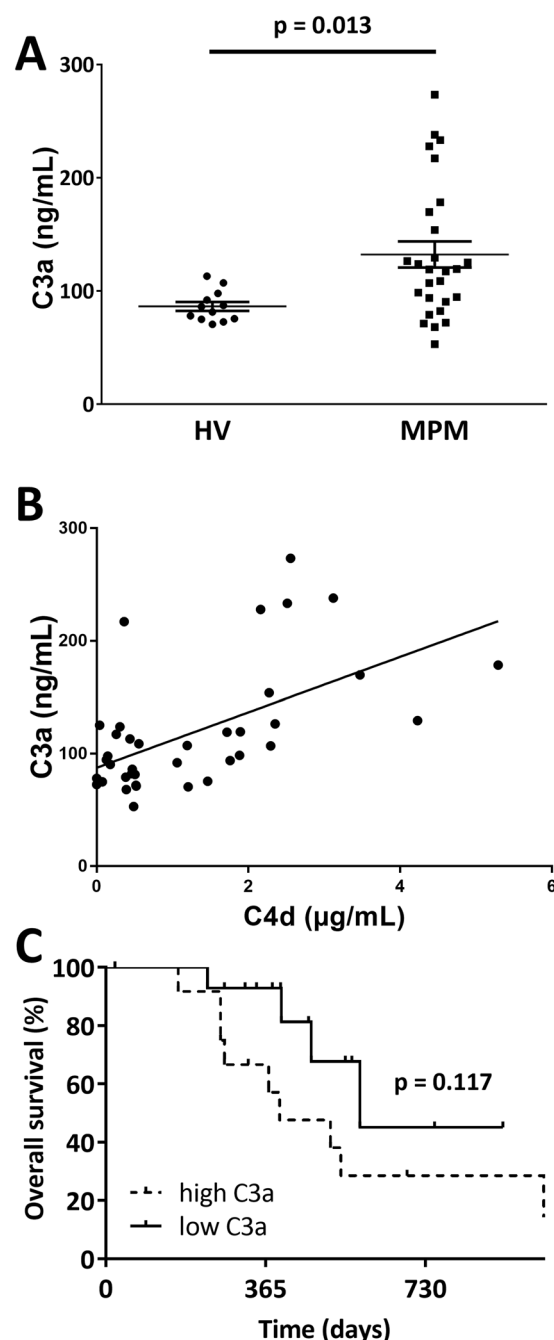 A
p = 0.013
300
200
100
0
C3a (ng/mL)
HV MPM
B
300
200
100
0
C3a (ng/mL)
0 2 4 6
C4d (µg/mL)
C
100
80
60
40
20
0
Overall survival (%)
p = 0.117
high C3a
low C3a
0 365 730
Time (days)